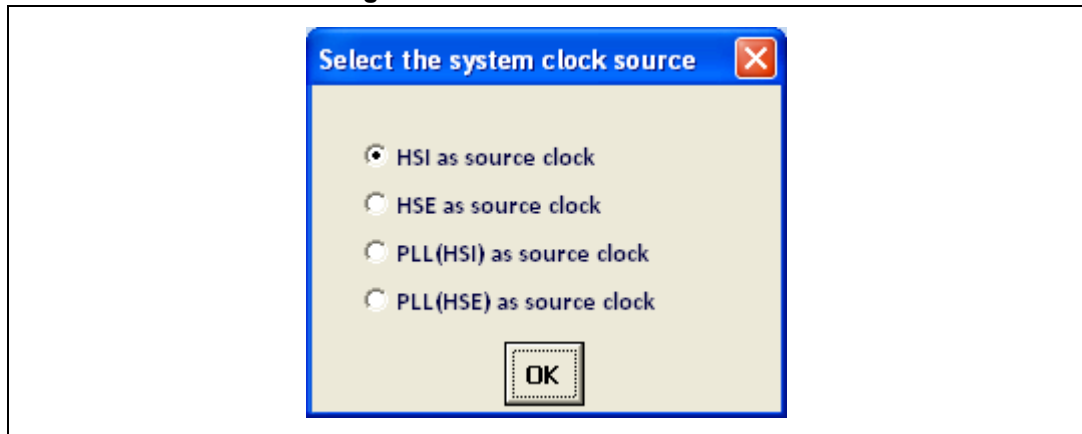 Select the system clock source
HSI as source clock
HSE as source clock
PLL(HSI) as source clock
PLL(HSE) as source clock
OK